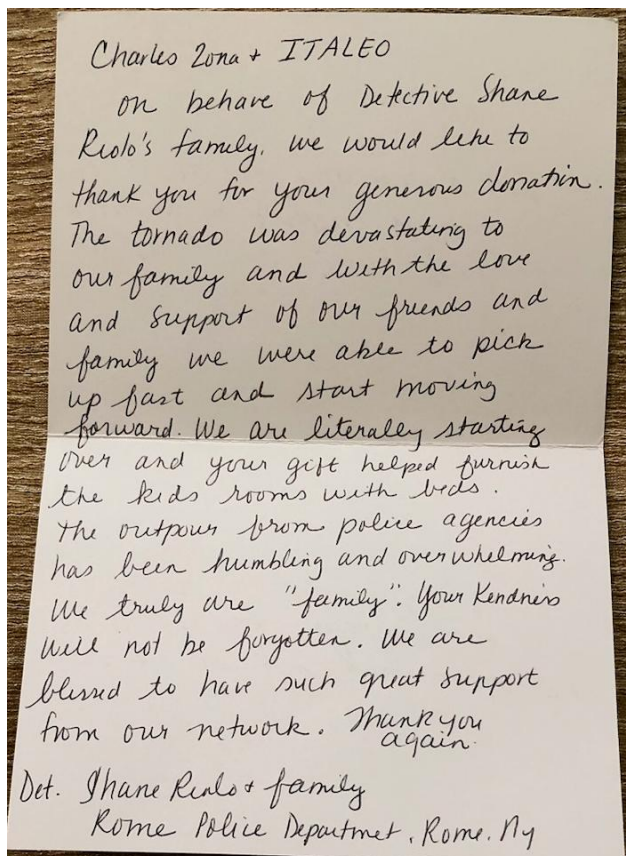 Charles Zona + ITALEO
on behave of Detective Shane
Riolo's family, we would like to
thank you for your generous donation.
The tornado was devastating to
our family and with the love
and support of our friends and
family we were able to pick
up fast and start moving
forward. We are literally starting
over and your gift helped furnish
the kids rooms with beds.
The outpour from police agencies
has been humbling and overwhelming.
We truly are "family". Your Kindness
will not be forgotten. We are
blessed to have such great support
from our network. Thank you
again.
Det. Shane Riolo + family
Rome Police Departmet, Rome, Ny